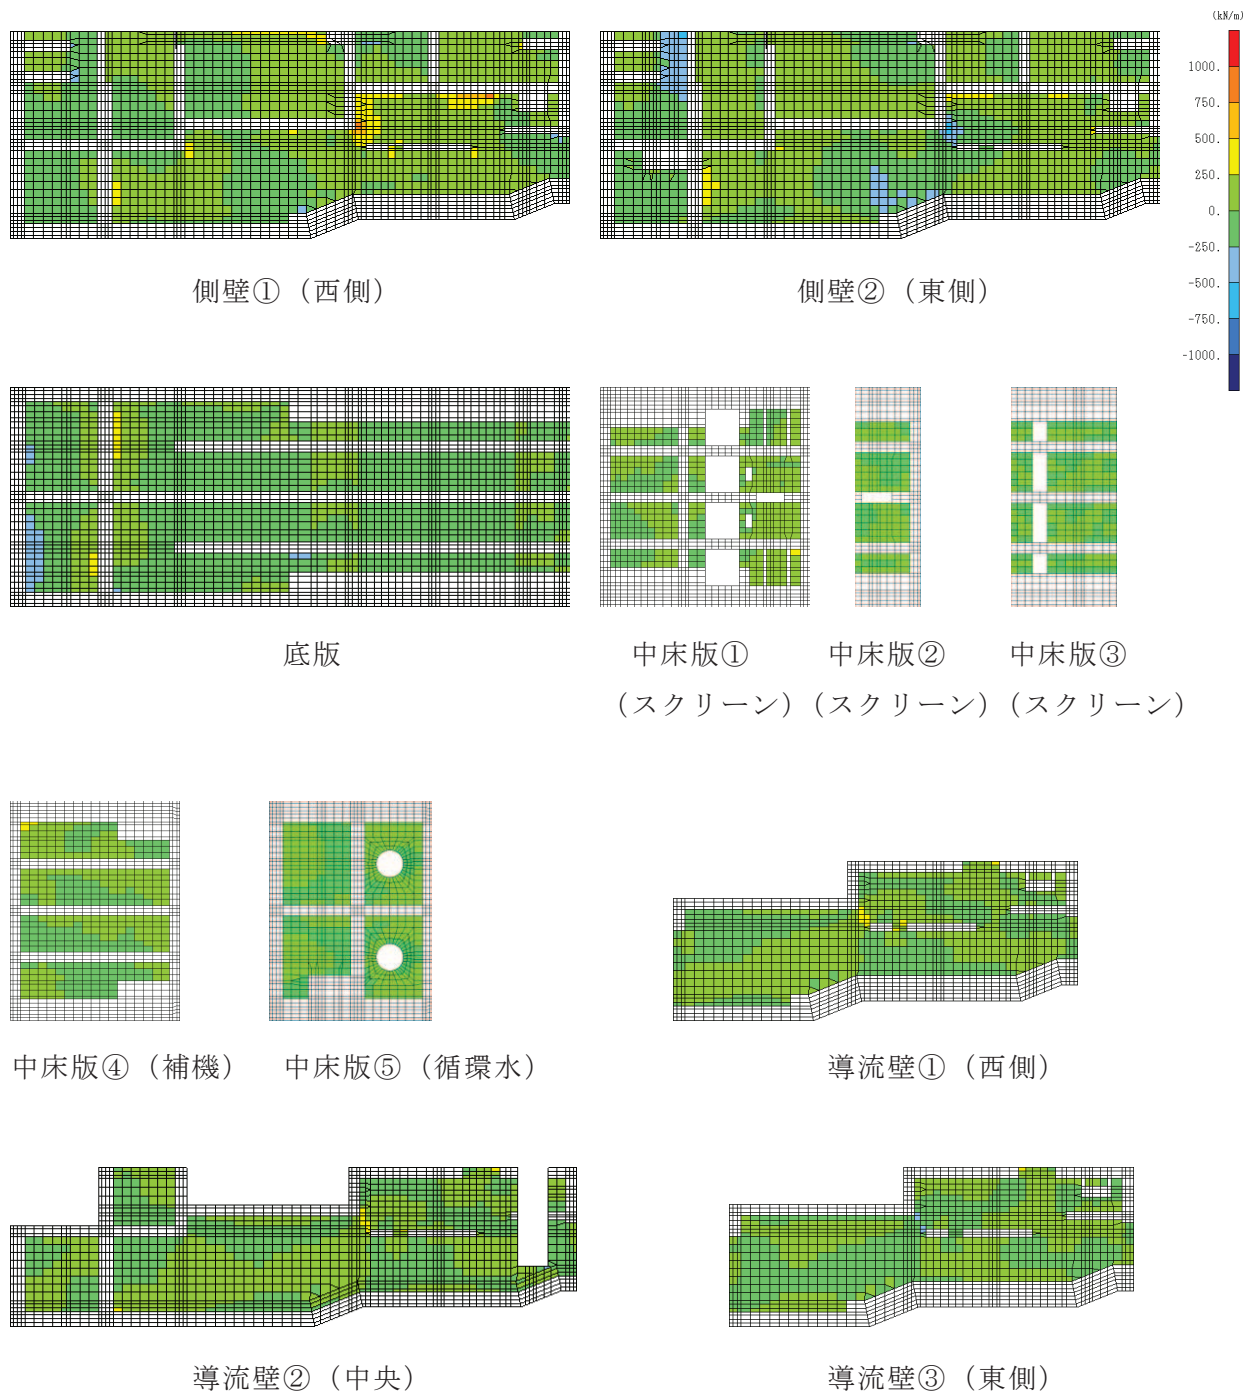 (kN/m)
1000.
750.
500.
250.
0.
-250.
-500.
-750.
-1000.
側壁①（西側）
側壁②（東側）
底版
中床版①
（スクリーン）
中床版②
（スクリーン）
中床版③
（スクリーン）
中床版④（補機）
中床版⑤（循環水）
導流壁①（西側）
導流壁②（中央）
導流壁③（東側）